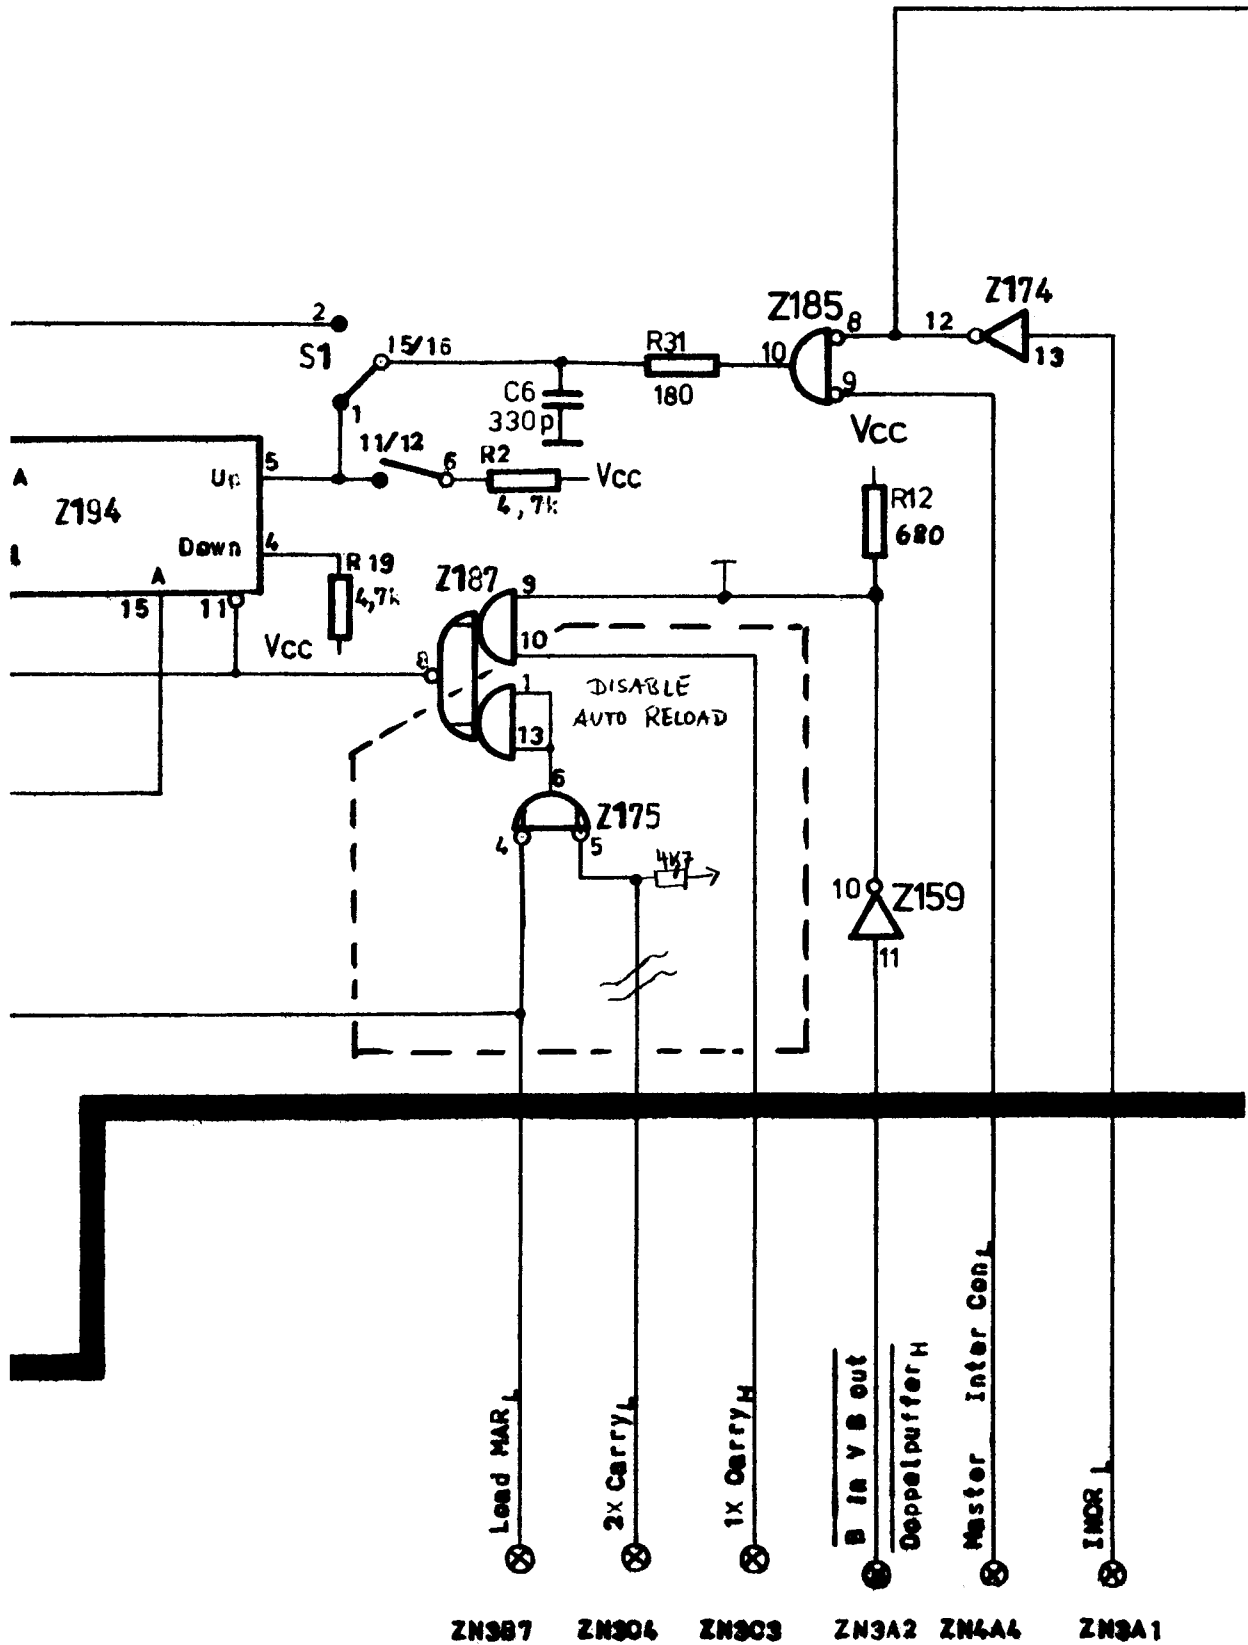 Z174
Z185
8
12
13
2
S1
15/16
R31
180
10
9
1
C6
330p
Vcc
11/12
6
R2
4,7k
Vcc
R12
680
A
Up
5
Z194
Down
4
A
15
11
R19
4,7k
Vcc
Z187
9
10
8
1
13
DISABLE
AUTO RELOAD
6
Z175
4
5
4K7
10
Z159
11
Load MAR L
2x Carry L
1x Carry H
B in V B out
Doppelpuffer H
Master Inter Con L
INCR L
ZN3B7
ZN3C4
ZN3C3
ZN3A2
ZN4A4
ZN3A1